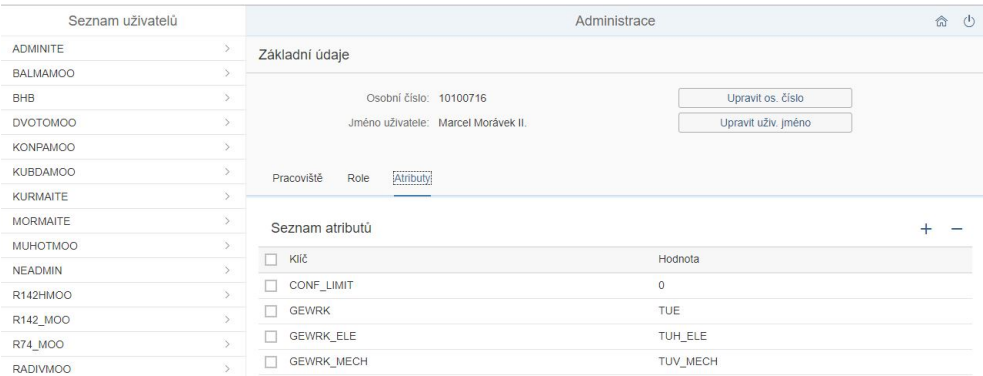 Seznam uživatelů
ADMINITE
BALMAMOO
BHB
DVOTOMOO
KONPAMOO
KUBDAMOO
KURMAITE
MORMAITE
MUHOTMOO
NEADMIN
R142HMOO
R142_MOO
R74_MOO
RADIVMOO
Administrace
Základní údaje
Osobní číslo: 10100716 Upravit os. číslo
Jméno uživatele: Marcel Morávek II. Upravit uživ. jméno
Pracoviště Role Atributy
Seznam atributů
Klíč Hodnota
CONF_LIMIT 0
GEWRK TUE
GEWRK_ELE TUH_ELE
GEWRK_MECH TUV_MECH